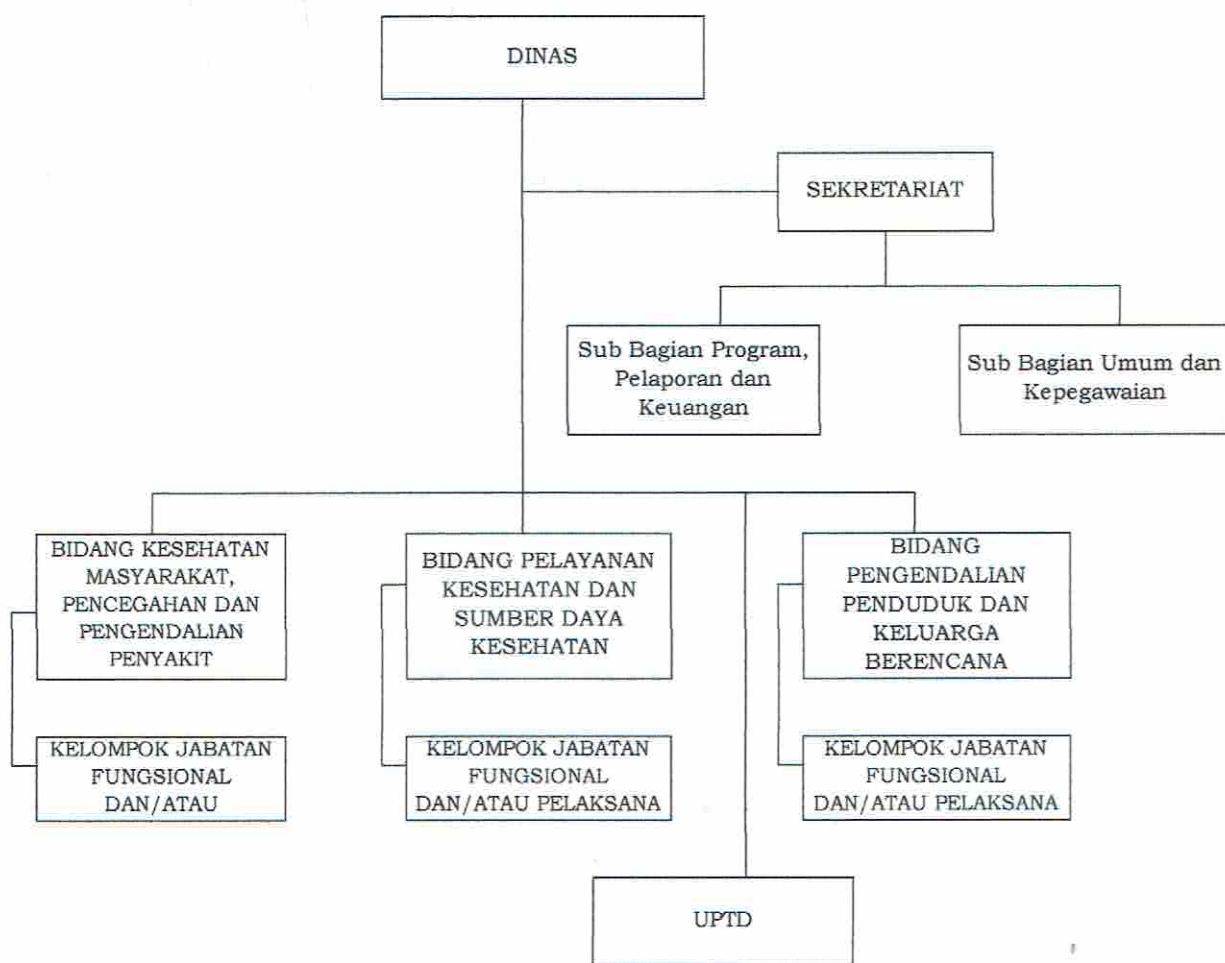 DINAS
SEKRETARIAT
Sub Bagian Program,
Pelaporan dan
Keuangan
Sub Bagian Umum dan
Kepegawaian
BIDANG KESEHATAN
MASYARAKAT,
PENCEGAHAN DAN
PENGENDALIAN
PENYAKIT
BIDANG PELAYANAN
KESEHATAN DAN
SUMBER DAYA
KESEHATAN
BIDANG
PENGENDALIAN
PENDUDUK DAN
KELUARGA
BERENCANA
KELOMPOK JABATAN
FUNGSIONAL
DAN/ATAU
KELOMPOK JABATAN
FUNGSIONAL
DAN/ATAU PELAKSANA
KELOMPOK JABATAN
FUNGSIONAL
DAN/ATAU PELAKSANA
UPTD